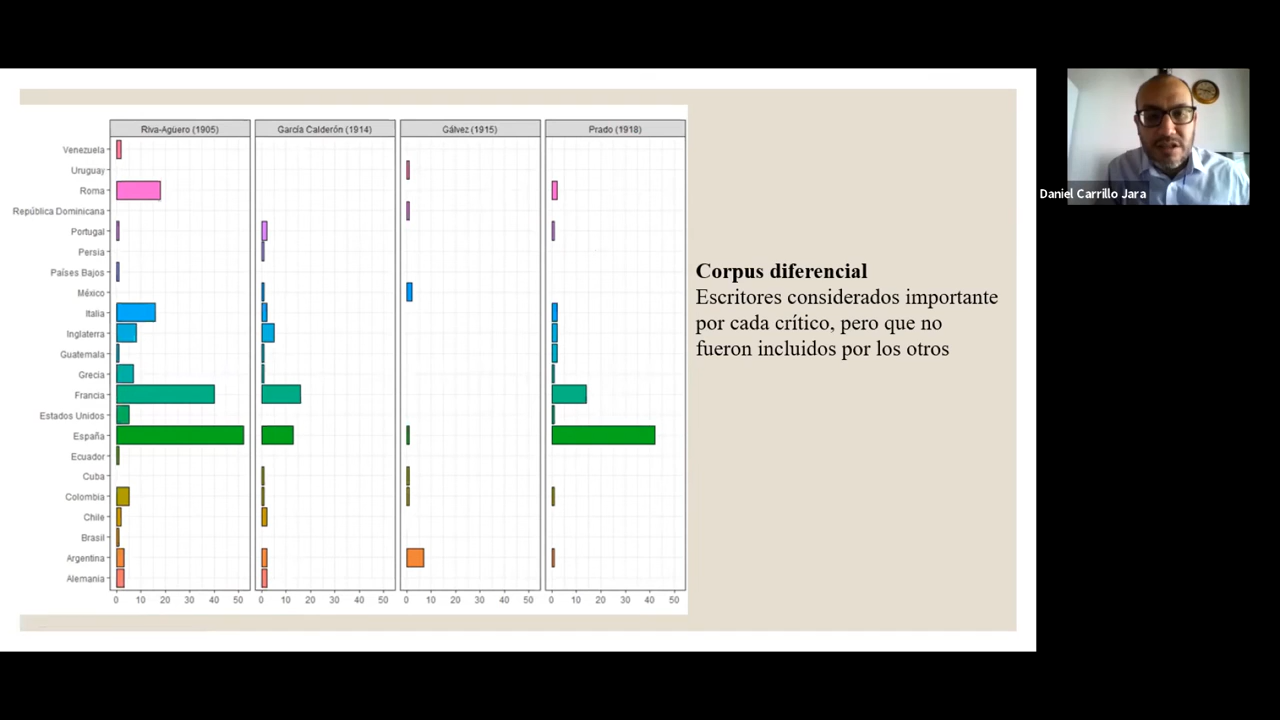 Riva-Agüero (1905)
García Calderón (1914)
Gálvez (1915)
Prado (1918)
Venezuela
Uruguay
Roma
República Dominicana
Portugal
Persia
Países Bajos
México
Italia
Inglaterra
Guatemala
Grecia
Francia
Estados Unidos
España
Ecuador
Cuba
Colombia
Chile
Brasil
Argentina
Alemania
0 10 20 30 40 50
0 10 20 30 40 50
0 10 20 30 40 50
0 10 20 30 40 50
Corpus diferencial
Escritores considerados importante
por cada crítico, pero que no
fueron incluidos por los otros
Daniel Carrillo Jara